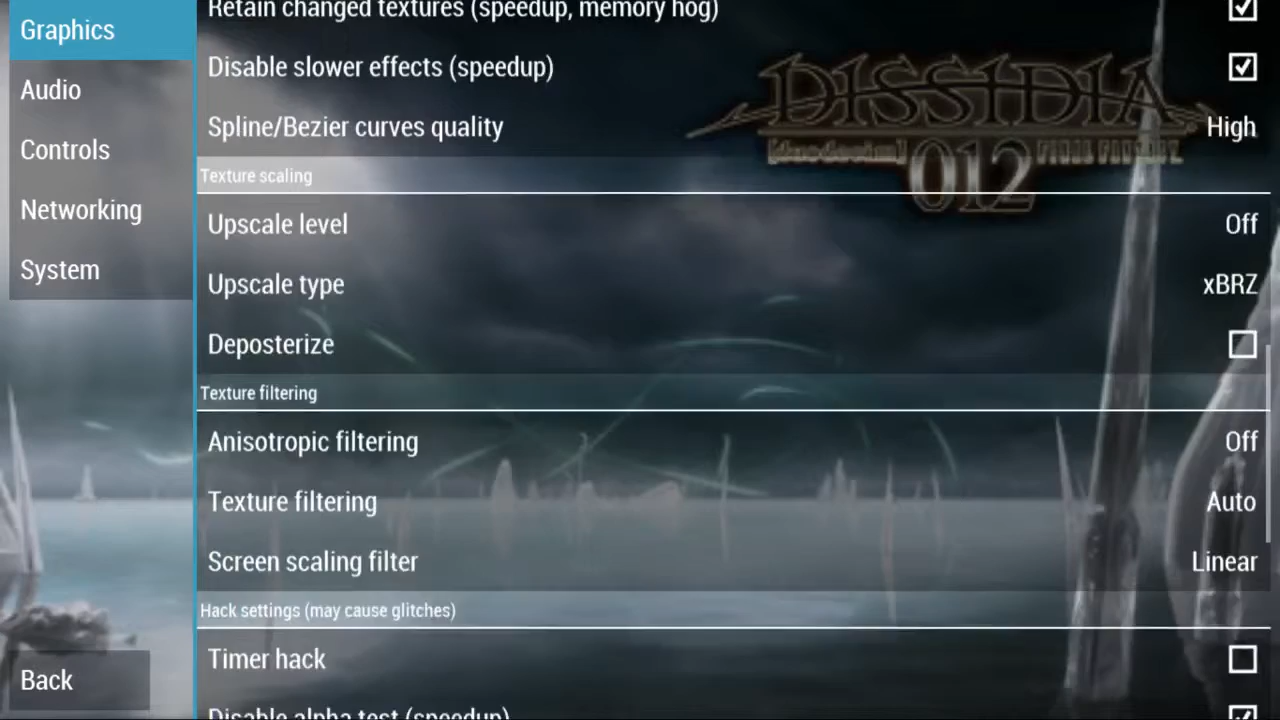 Graphics
Audio
Controls
Networking
System
Back
Retain changed textures (speedup, memory hog)
Disable slower effects (speedup)
Spline/Bezier curves quality High
Texture scaling
Upscale level Off
Upscale type xBRZ
Deposterize
Texture filtering
Anisotropic filtering Off
Texture filtering Auto
Screen scaling filter Linear
Hack settings (may cause glitches)
Timer hack
Disable alpha test (speedup)
DISSIDIA
012 FINAL FANTASY